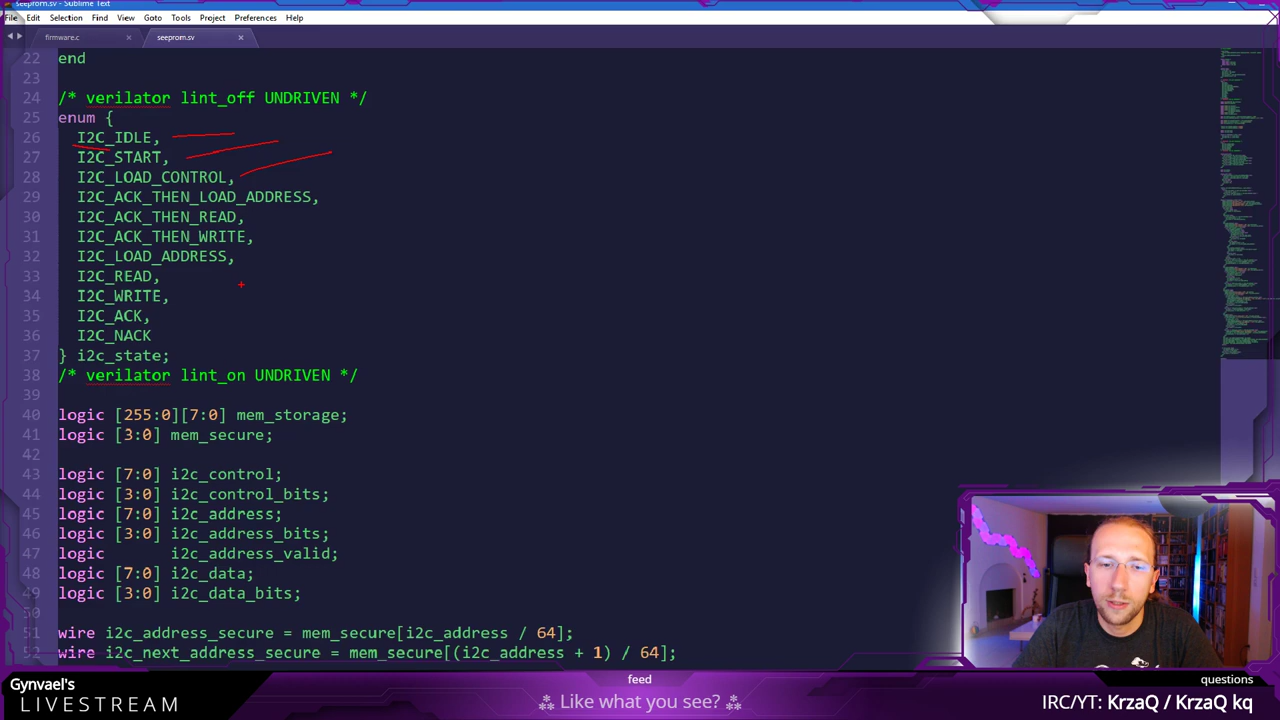 seeprom.sv - Sublime Text
File Edit Selection View Goto Tools Project Preferences Help
firmware.c × seeprom.sv ×
22 end
23
24 /* verilator lint_off UNDRIVEN */
25 enum {
26 I2C_IDLE,
27 I2C_START,
28 I2C_LOAD_CONTROL,
29 I2C_ACK_THEN_LOAD_ADDRESS,
30 I2C_ACK_THEN_READ,
31 I2C_ACK_THEN_WRITE,
32 I2C_LOAD_ADDRESS,
33 I2C_READ,
34 I2C_WRITE,
35 I2C_ACK,
36 I2C_NACK
37 } i2c_state;
38 /* verilator lint_on UNDRIVEN */
39
40 logic [255:0][7:0] mem_storage;
41 logic [3:0] mem_secure;
42
43 logic [7:0] i2c_control;
44 logic [3:0] i2c_control_bits;
45 logic [7:0] i2c_address;
46 logic [3:0] i2c_address_bits;
47 logic i2c_address_valid;
48 logic [7:0] i2c_data;
49 logic [3:0] i2c_data_bits;
50
51 wire i2c_address_secure = mem_secure[i2c_address / 64];
52 wire i2c_next_address_secure = mem_secure[(i2c_address + 1) / 64];
Gynvael's
LIVESTREAM
feed
Like what you see?
questions
IRC/YT: KrzaQ / KrzaQ kq